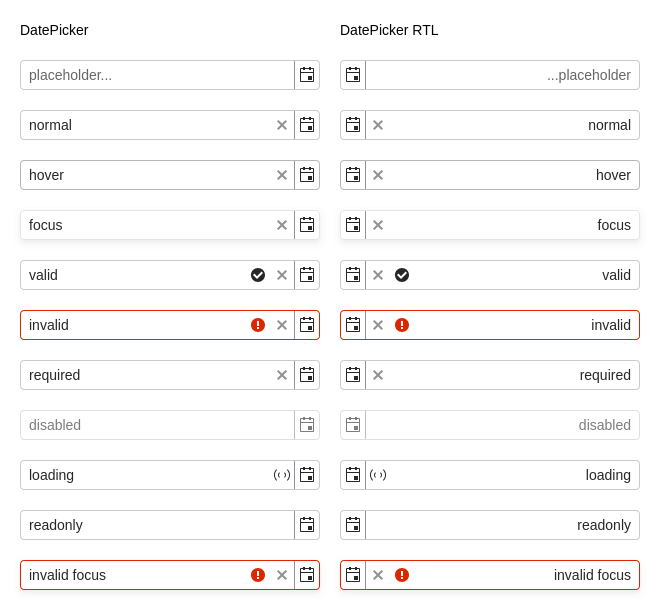 DatePicker
placeholder...
normal
hover
focus
valid
invalid
required
disabled
loading
readonly
invalid focus
DatePicker RTL
...placeholder
normal
hover
focus
valid
invalid
required
disabled
loading
readonly
invalid focus